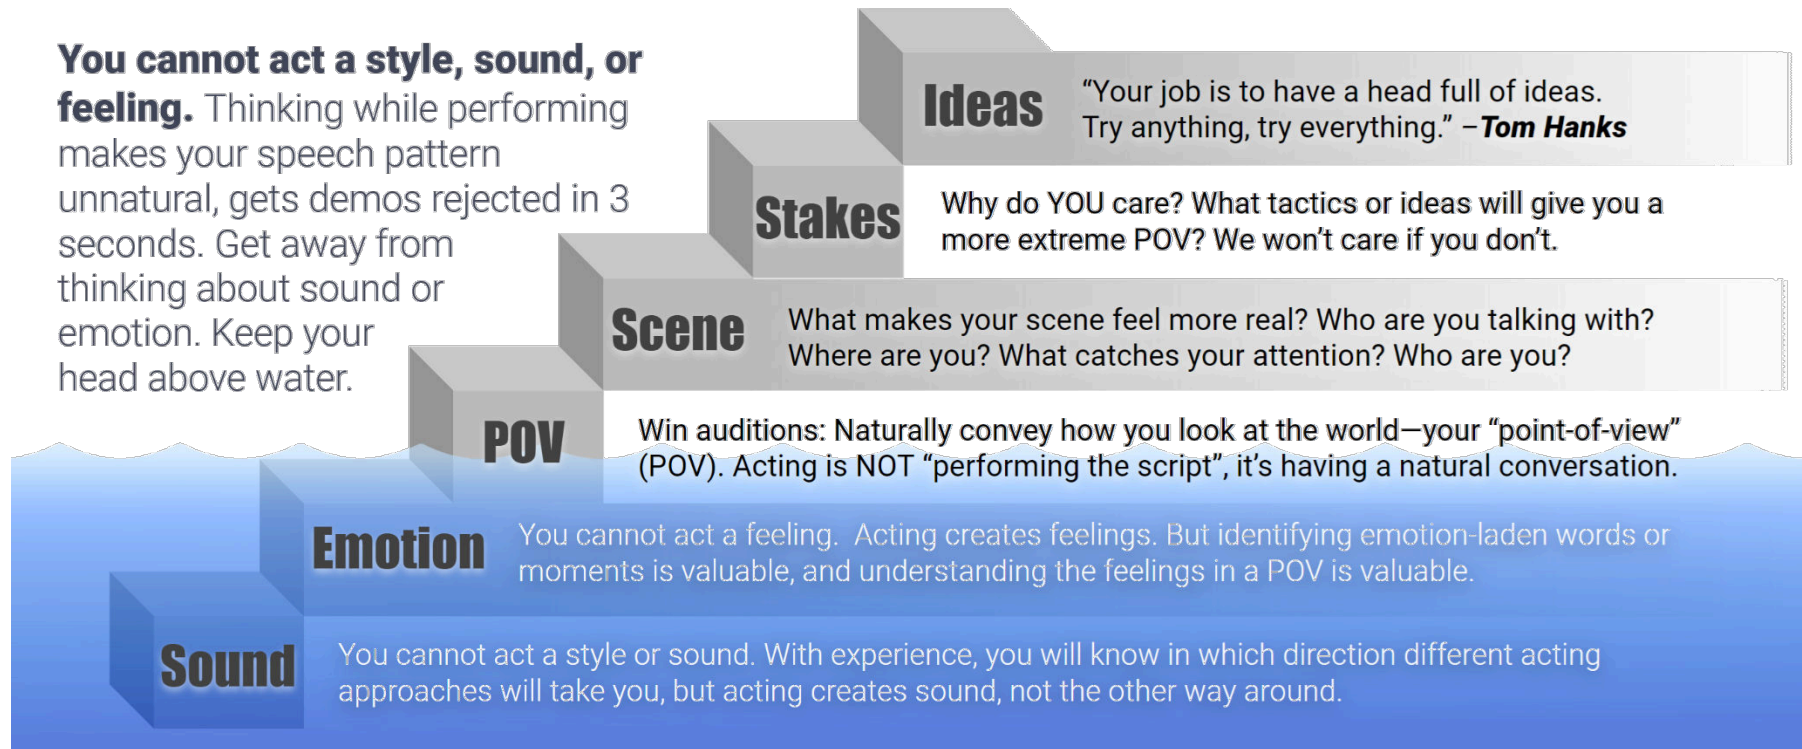 You cannot act a style, sound, or
feeling. Thinking while performing
makes your speech pattern
unnatural, gets demos rejected in 3
seconds. Get away from
thinking about sound or
emotion. Keep your
head above water.
Ideas
“Your job is to have a head full of ideas.
Try anything, try everything.” –Tom Hanks
Stakes
Why do YOU care? What tactics or ideas will give you a
more extreme POV? We won’t care if you don’t.
Scene
What makes your scene feel more real? Who are you talking with?
Where are you? What catches your attention? Who are you?
POV
Win auditions: Naturally convey how you look at the world—your “point-of-view”
(POV). Acting is NOT “performing the script”, it’s having a natural conversation.
Emotion
You cannot act a feeling.  Acting creates feelings. But identifying emotion-laden words or
moments is valuable, and understanding the feelings in a POV is valuable.
Sound
You cannot act a style or sound. With experience, you will know in which direction different acting
approaches will take you, but acting creates sound, not the other way around.